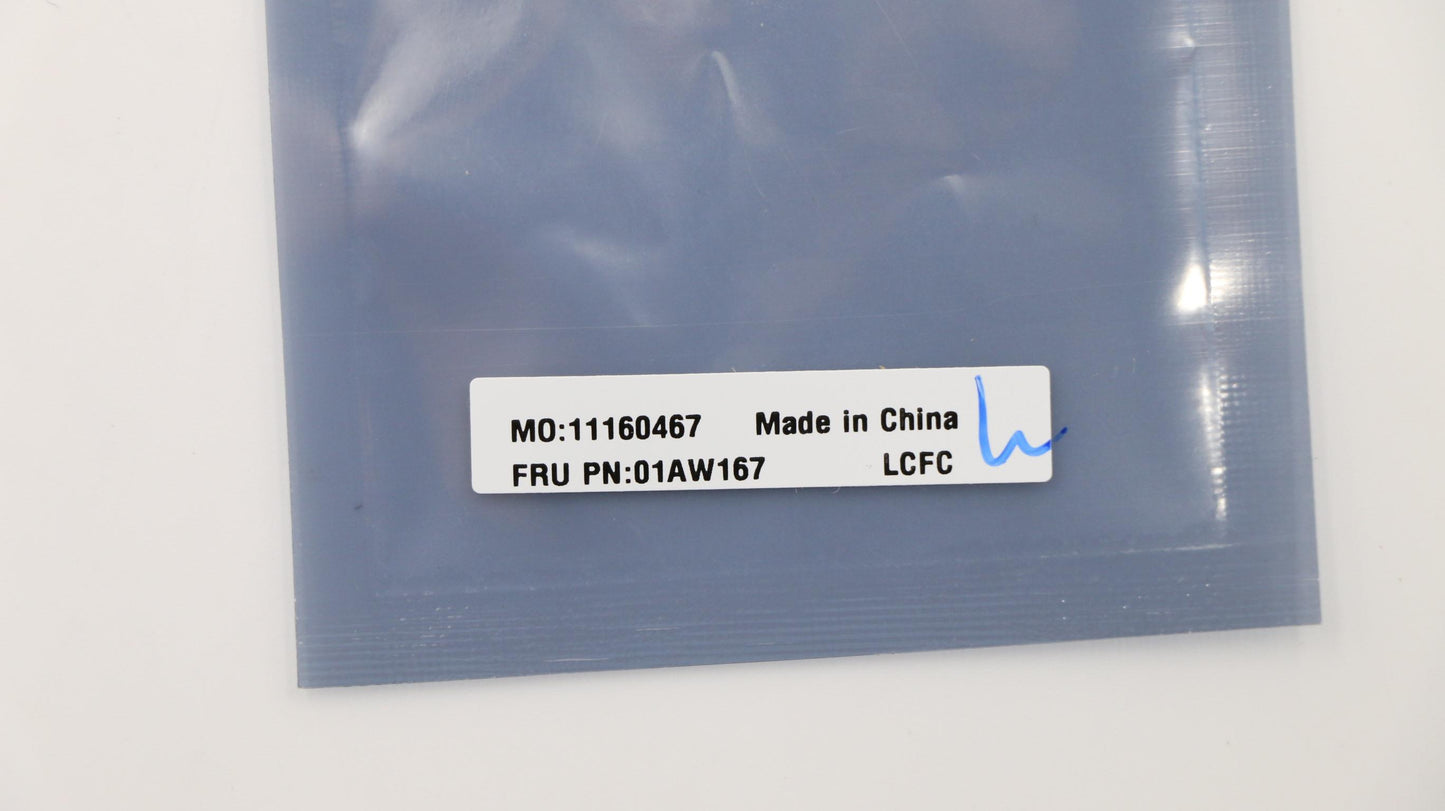 MO:11160467 Made in China
FRU PN:01AW167 LCFC